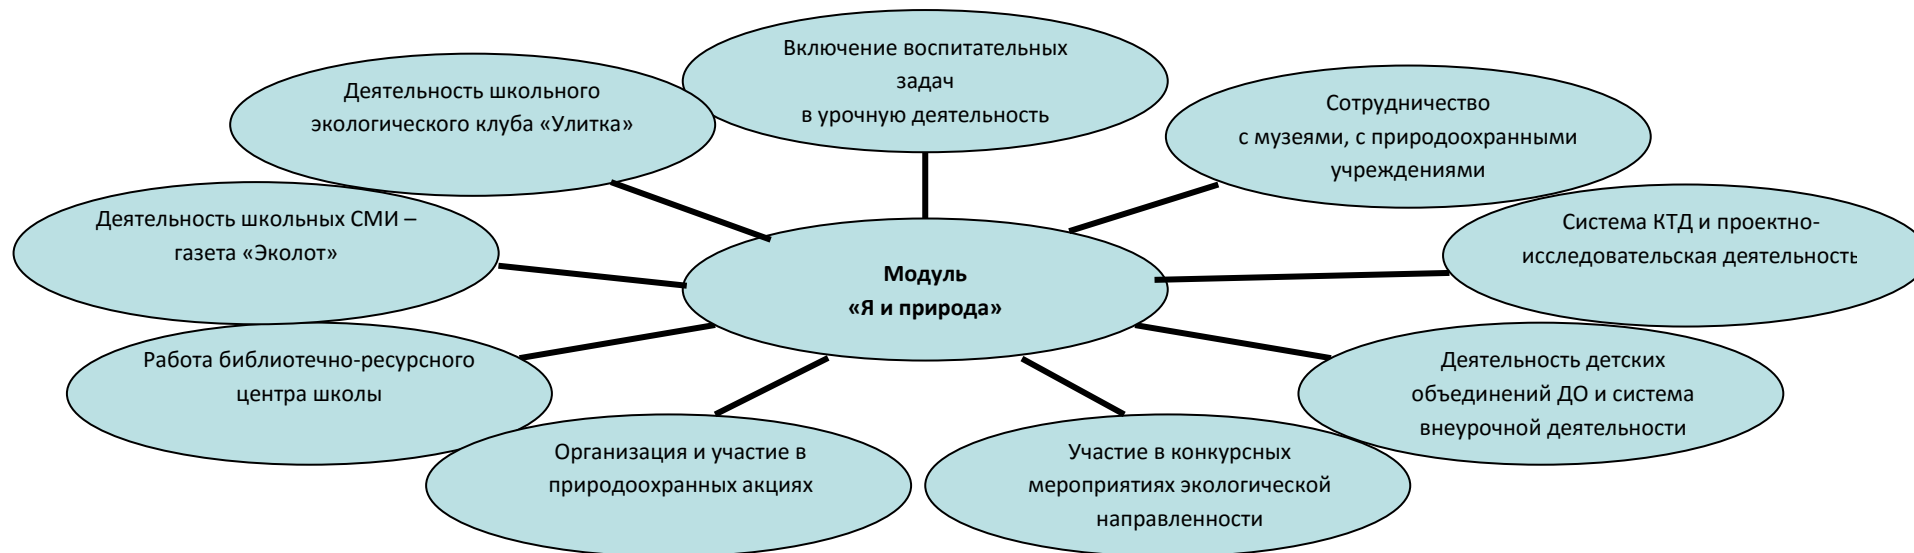 Включение воспитательных
задач
в урочную деятельность
Деятельность школьного
экологического клуба «Улитка»
Сотрудничество
с музеями, с природоохранными
учреждениями
Деятельность школьных СМИ –
газета «Эколот»
Система КТД и проектно-
исследовательская деятельность
Модуль
«Я и природа»
Работа библиотечно-ресурсного
центра школы
Деятельность детских
объединений ДО и система
внеурочной деятельности
Организация и участие в
природоохранных акциях
Участие в конкурсных
мероприятиях экологической
направленности